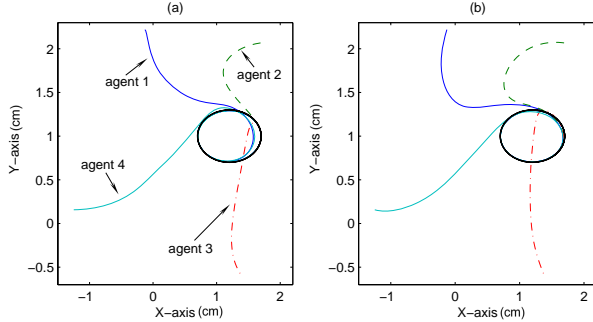 (a)
(b)
2
1.5
1
0.5
0
−0.5
−1
0
1
2
X−axis (cm)
Y−axis (cm)
agent 1
agent 2
agent 4
agent 3
2
1.5
1
0.5
0
−0.5
−1
0
1
2
X−axis (cm)
Y−axis (cm)